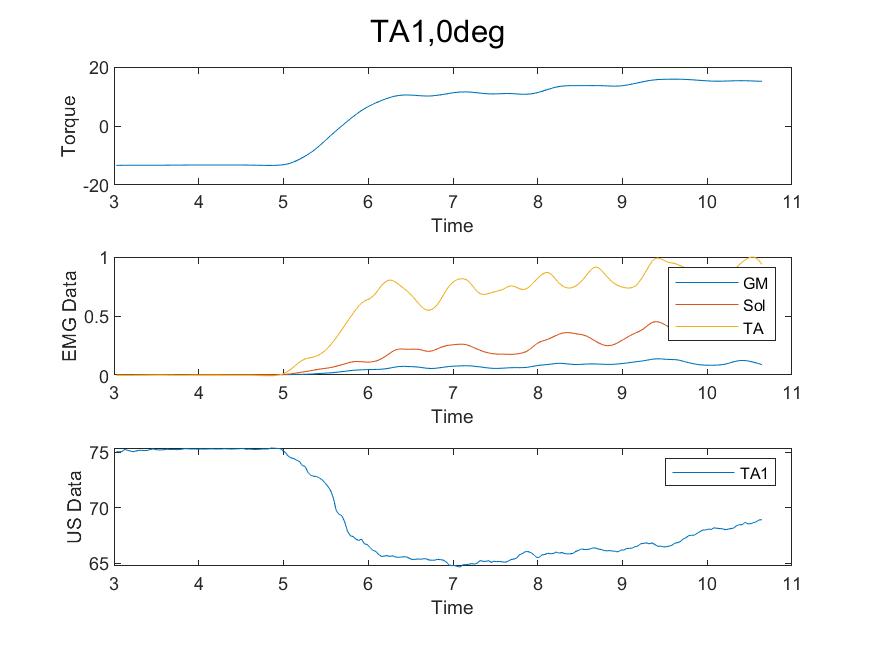 TA1,0deg
20
0
-20
Torque
3 4 5 6 7 8 9 10 11
Time
1
0.5
0
EMG Data
GM
Sol
TA
3 4 5 6 7 8 9 10 11
Time
75
70
65
US Data
TA1
3 4 5 6 7 8 9 10 11
Time